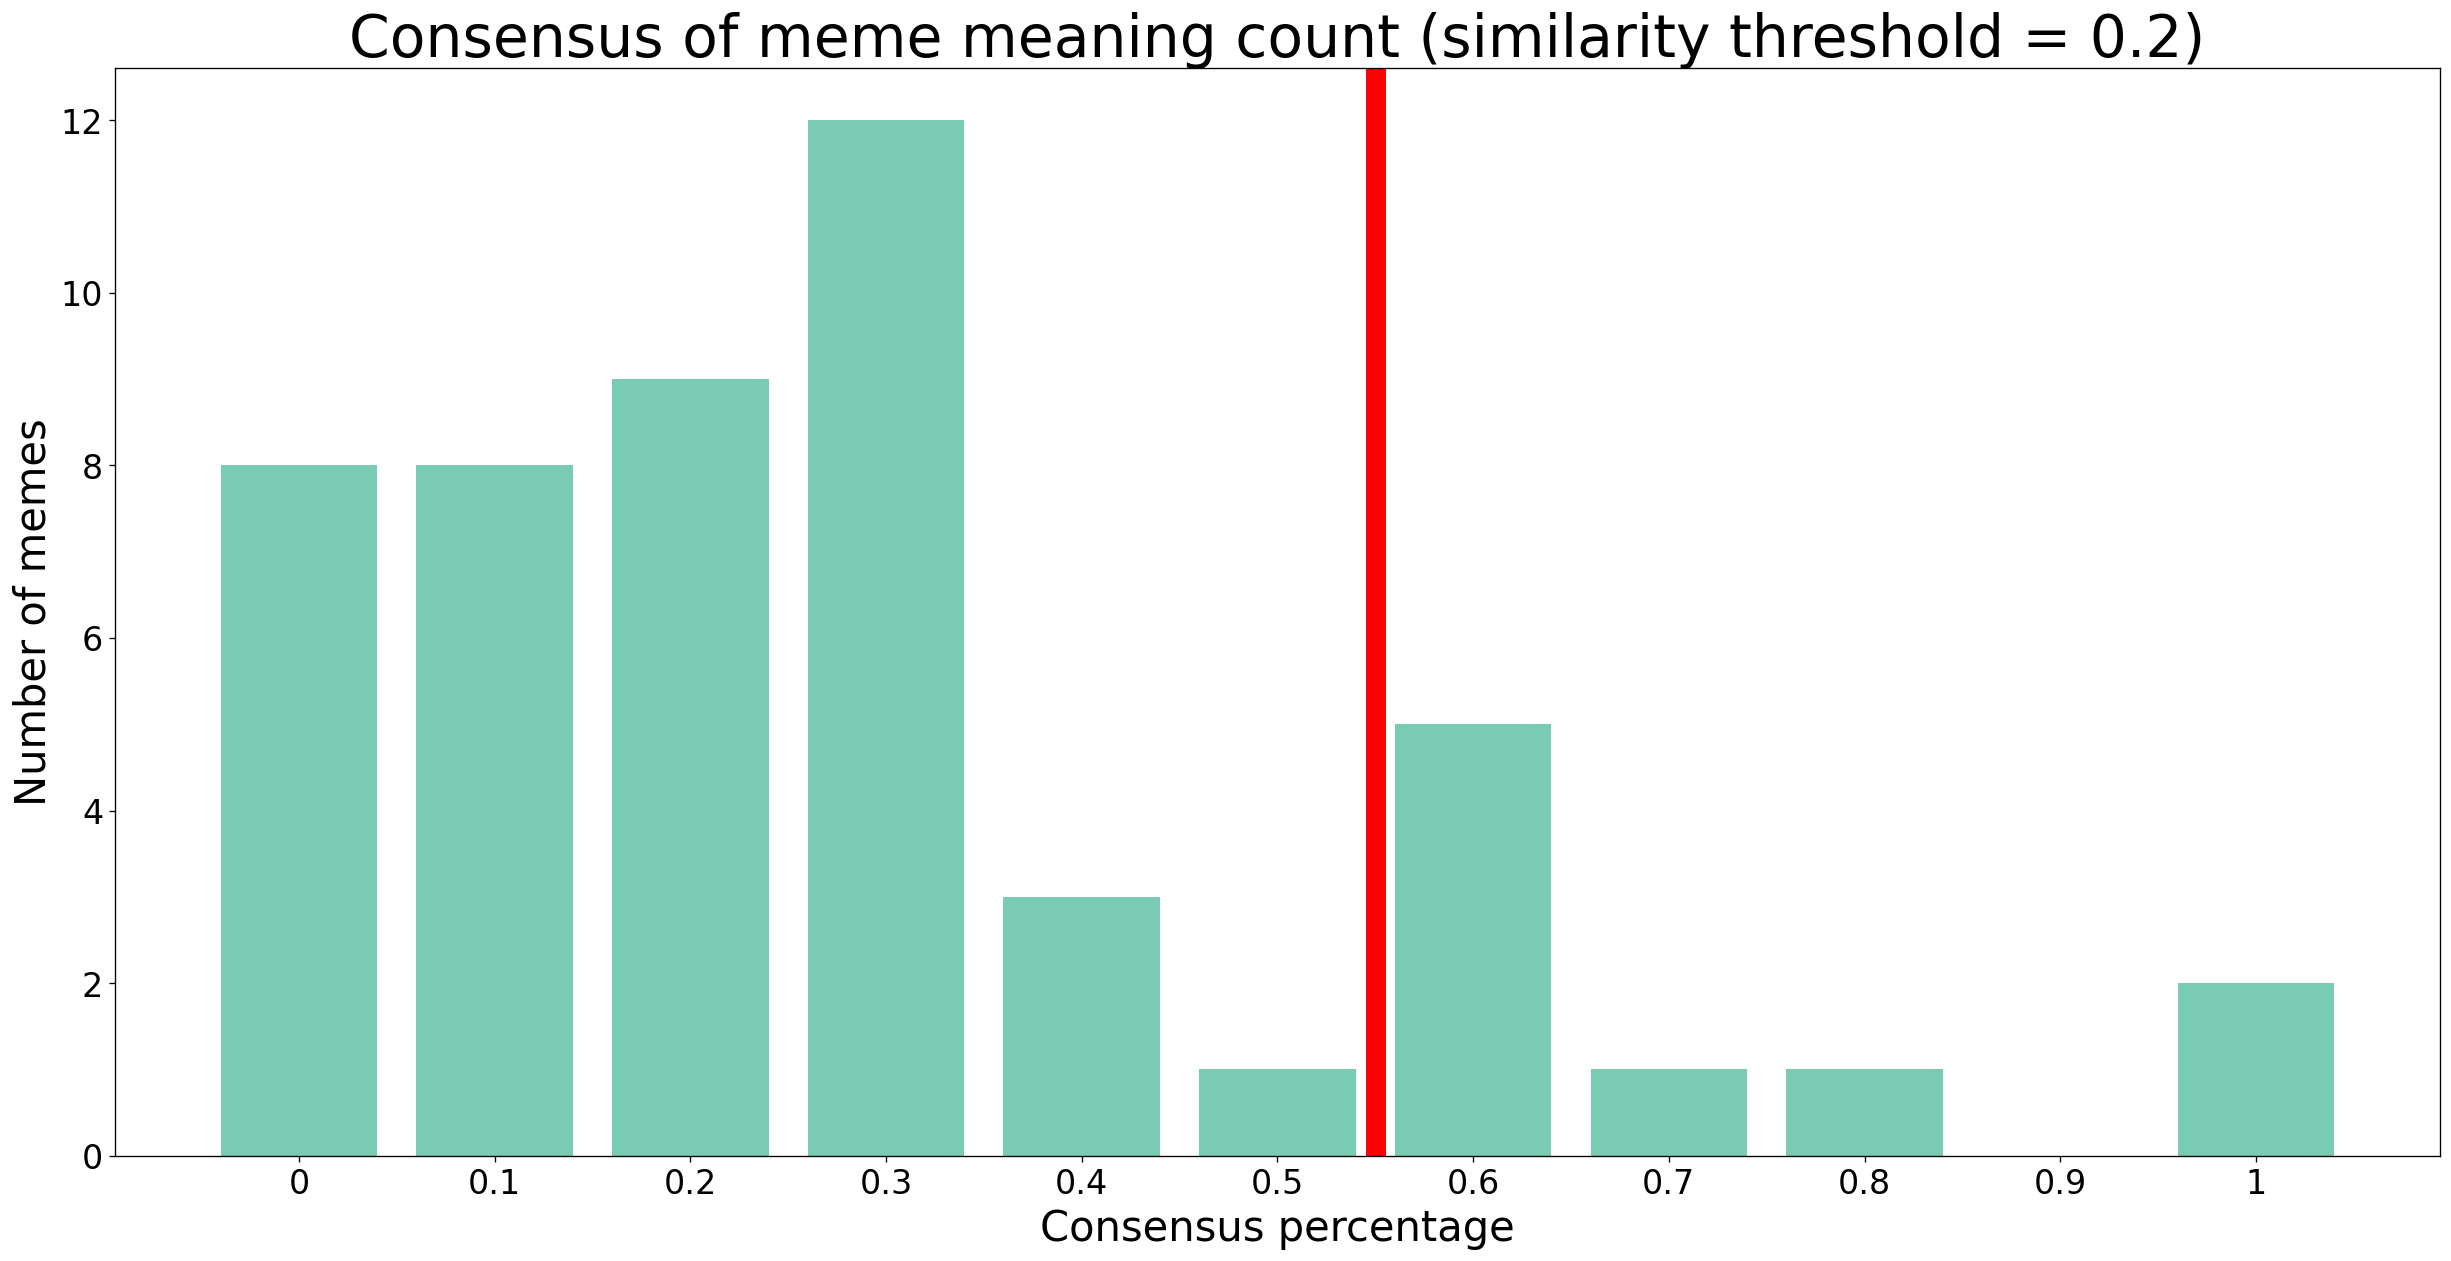 Consensus of meme meaning count (similarity threshold = 0.2)
Number of memes
12
10
8
6
4
2
0
0 0.1 0.2 0.3 0.4 0.5 0.6 0.7 0.8 0.9 1
Consensus percentage